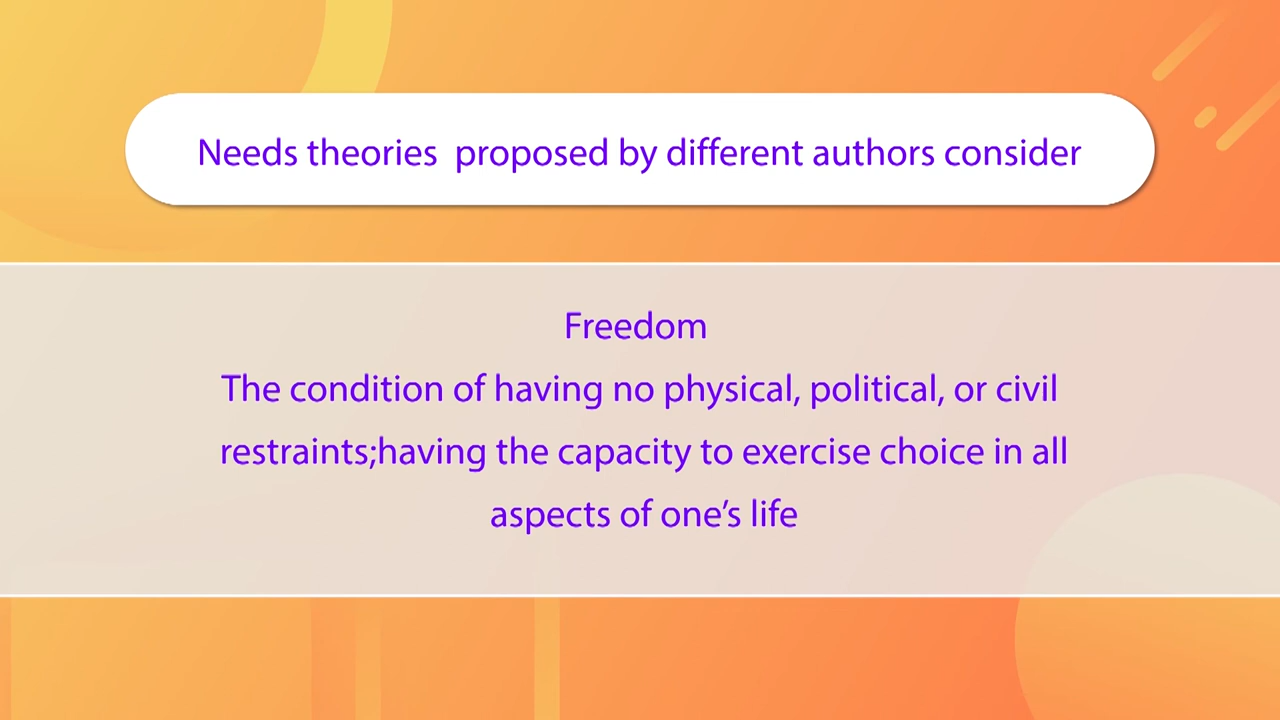 Needs theories  proposed by different authors consider
Freedom
The condition of having no physical, political, or civil
restraints;having the capacity to exercise choice in all
aspects of one’s life